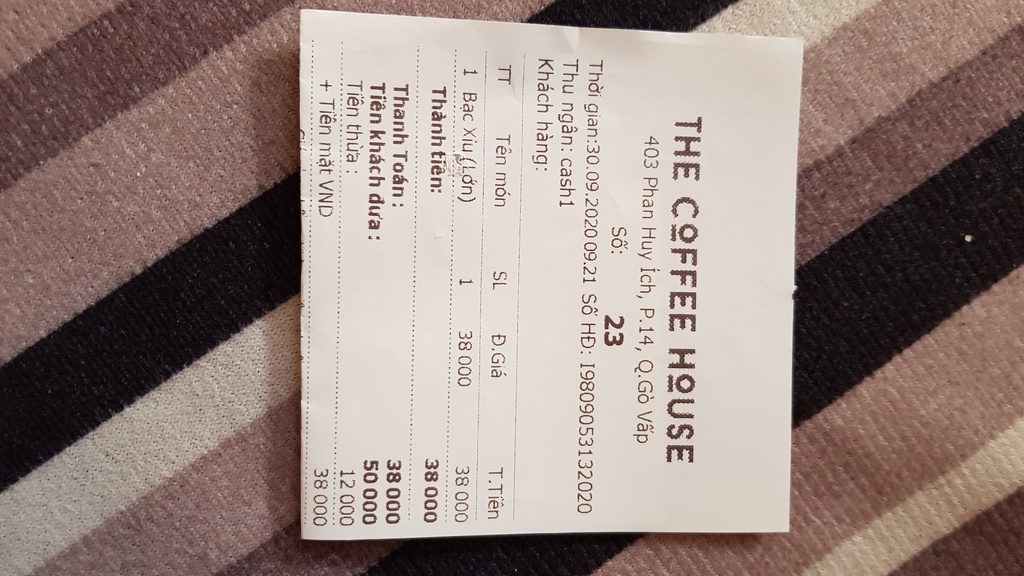 THE COFFEE HOUSE
403 Phan Huy Ích, P.14, Q.Gò Vấp
Số: 23
Thời gian:30.09.2020 09.21 Số HĐ: 19809053132020
Thu ngân: cash1
Khách hàng:
TT Tên món SL Đ.Giá T.Tiền
1 Bạc Xỉu (Lớn) 1 38 000 38 000
Thành tiền: 38 000
Thanh Toán : 38 000
Tiền khách đưa : 50 000
Tiền thừa : 12 000
+ Tiền mặt VND 38 000